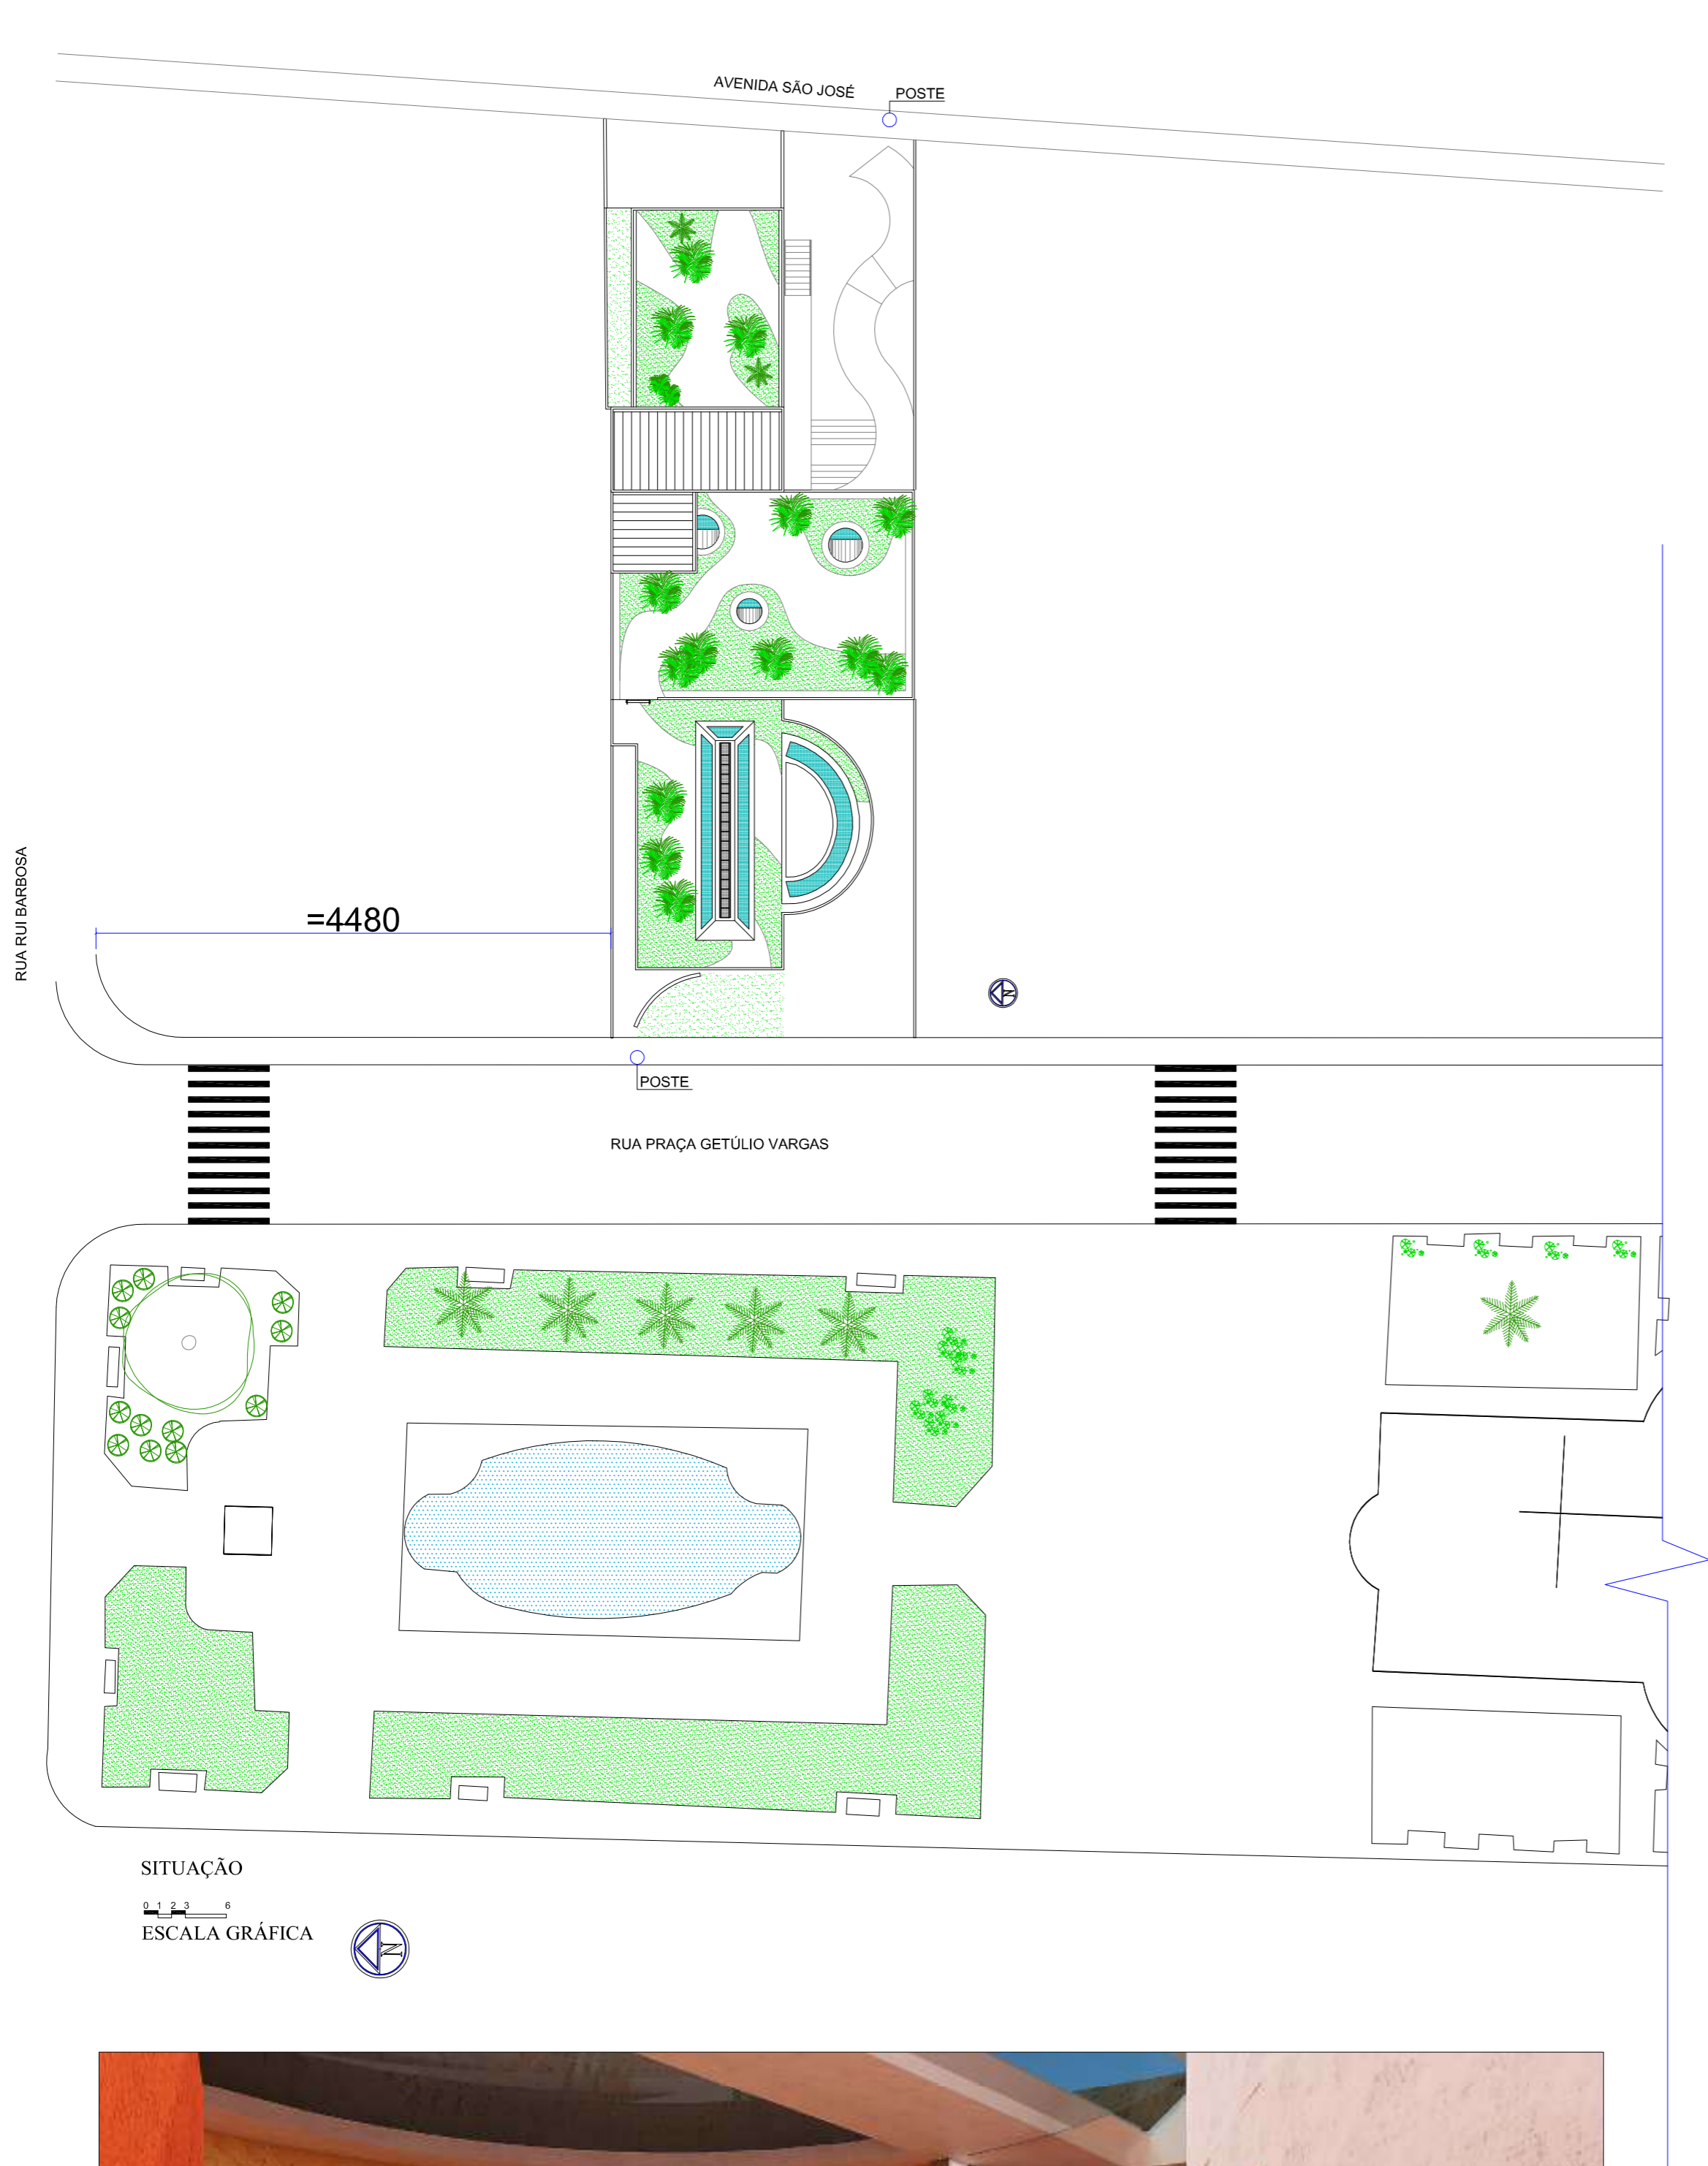 AVENIDA SÃO JOSÉ
POSTE
RUA RUI BARBOSA
=4480
N
POSTE
RUA PRAÇA GETÚLIO VARGAS
SITUAÇÃO
0 1 2 3 6
ESCALA GRÁFICA
N